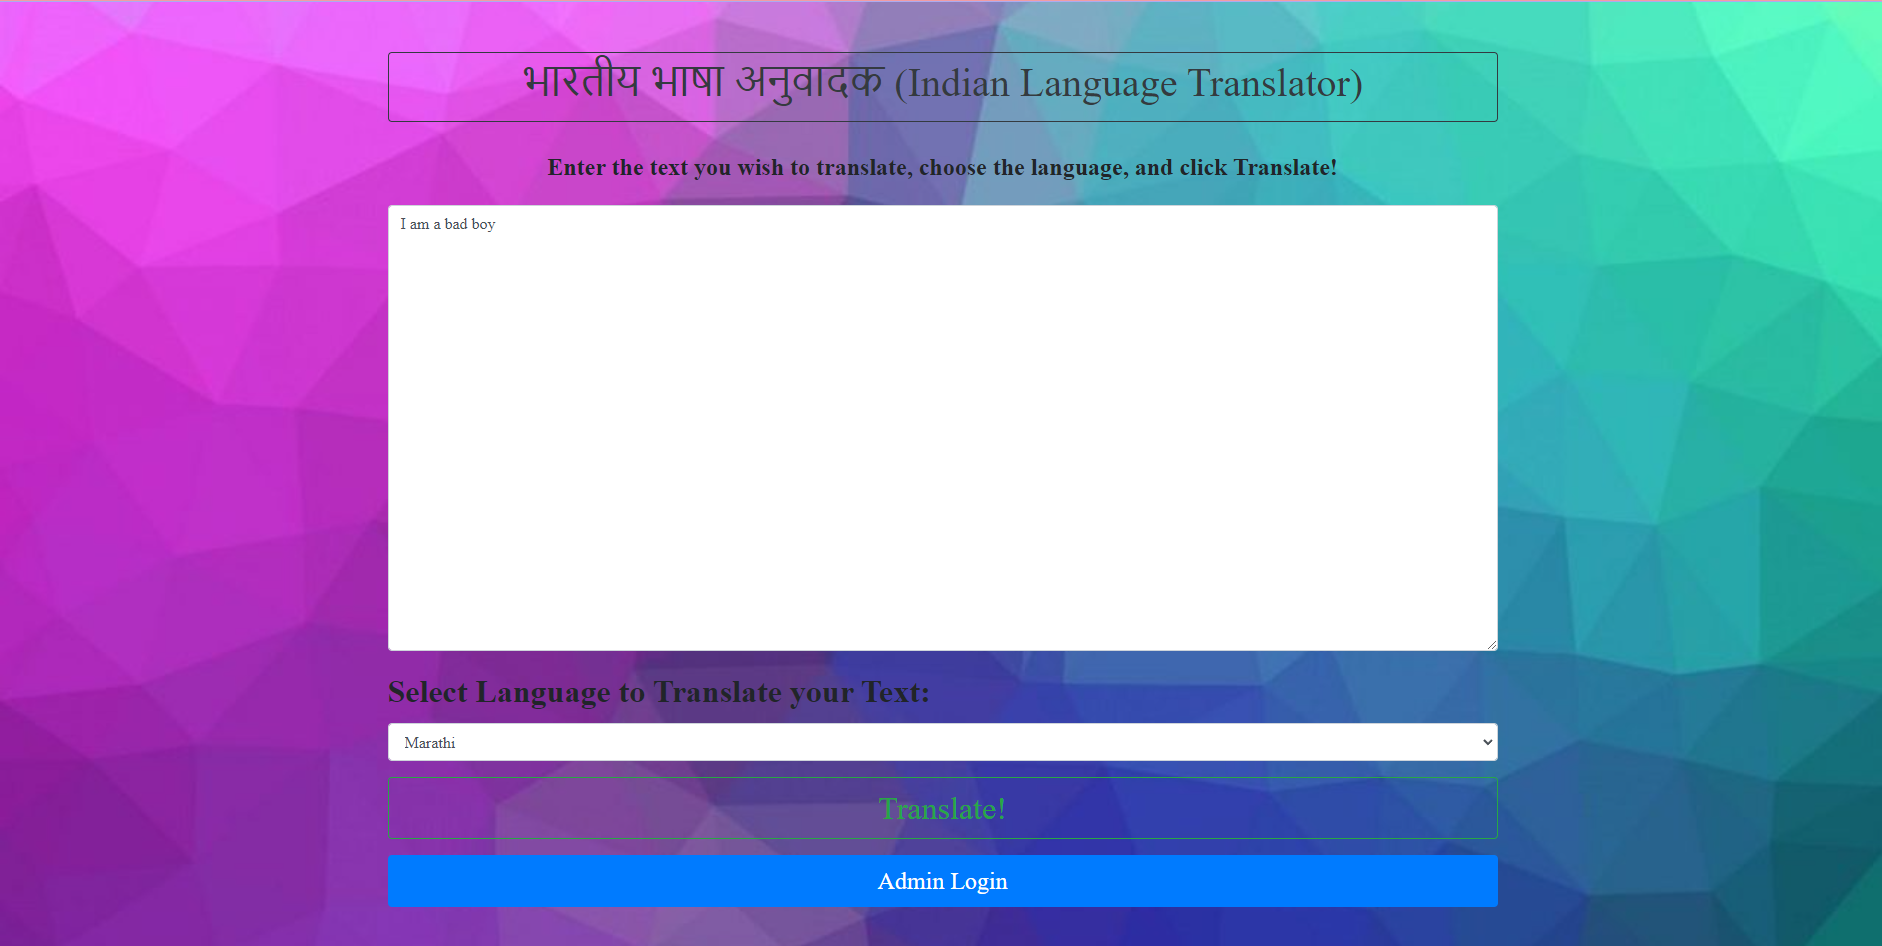 भारतीय भाषा अनुवादक (Indian Language Translator)
Enter the text you wish to translate, choose the language, and click Translate!
I am a bad boy
Select Language to Translate your Text:
Marathi
Translate!
Admin Login